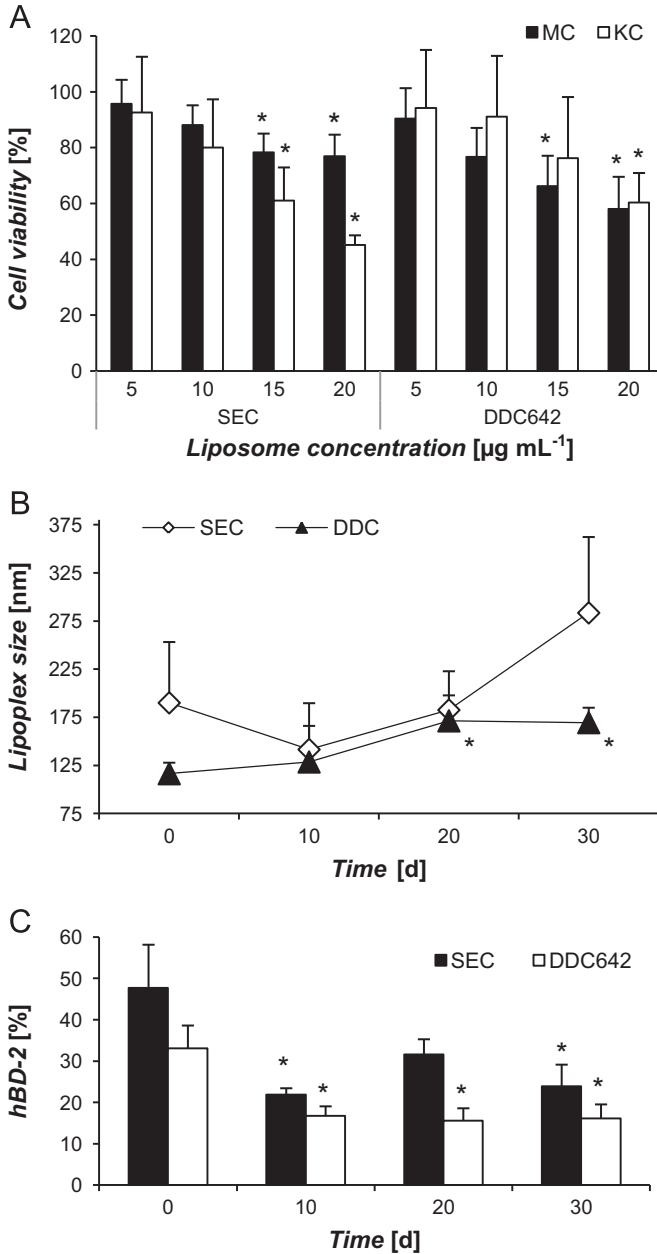 A
MC KC
120
100
80
60
40
20
0
Cell viability [%]
* * * * * * *
5 10 15 20 5 10 15 20
SEC DDC642
Liposome concentration [µg mL-1]
B
SEC DDC
375
325
275
225
175
125
75
Lipoplex size [nm]
* *
0 10 20 30
Time [d]
C
SEC DDC642
60
50
40
30
20
10
0
hBD-2 [%]
* * * * *
0 10 20 30
Time [d]